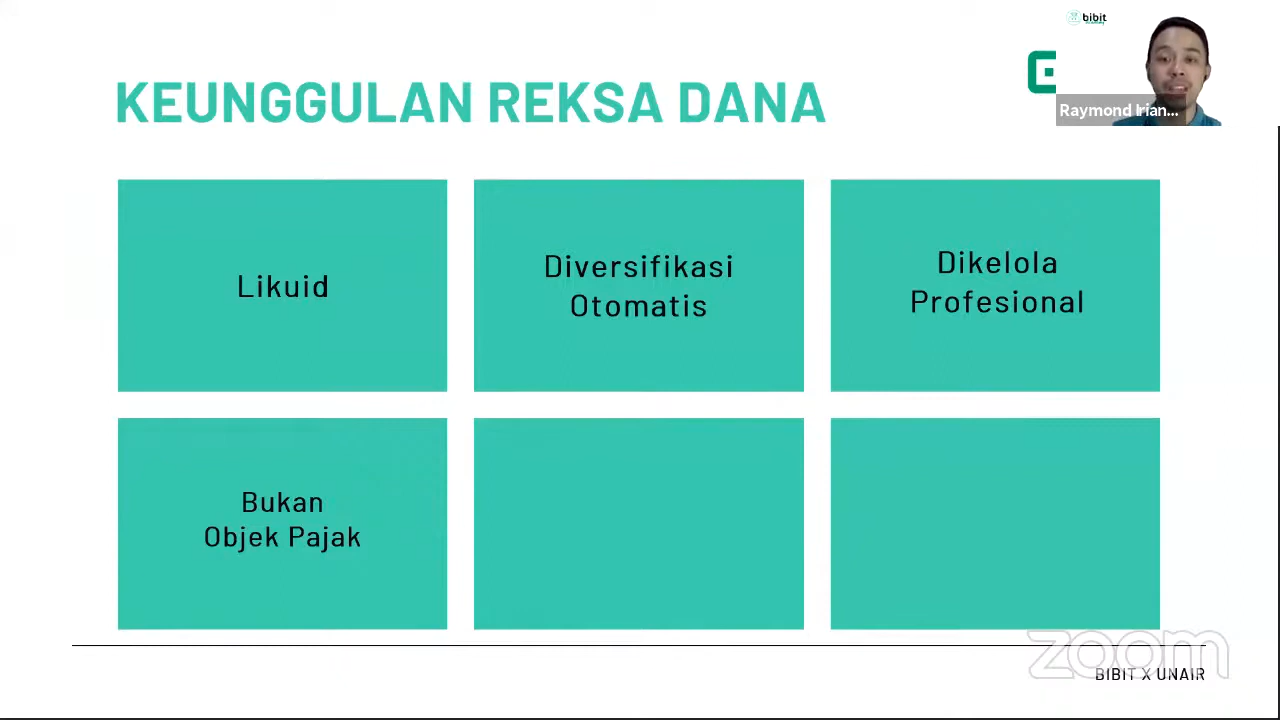 bibit
KEUNGGULAN REKSA DANA
Raymond Irian...
Likuid
Diversifikasi
Otomatis
Dikelola
Profesional
Bukan
Objek Pajak
zoom
BIBIT X UNAIR